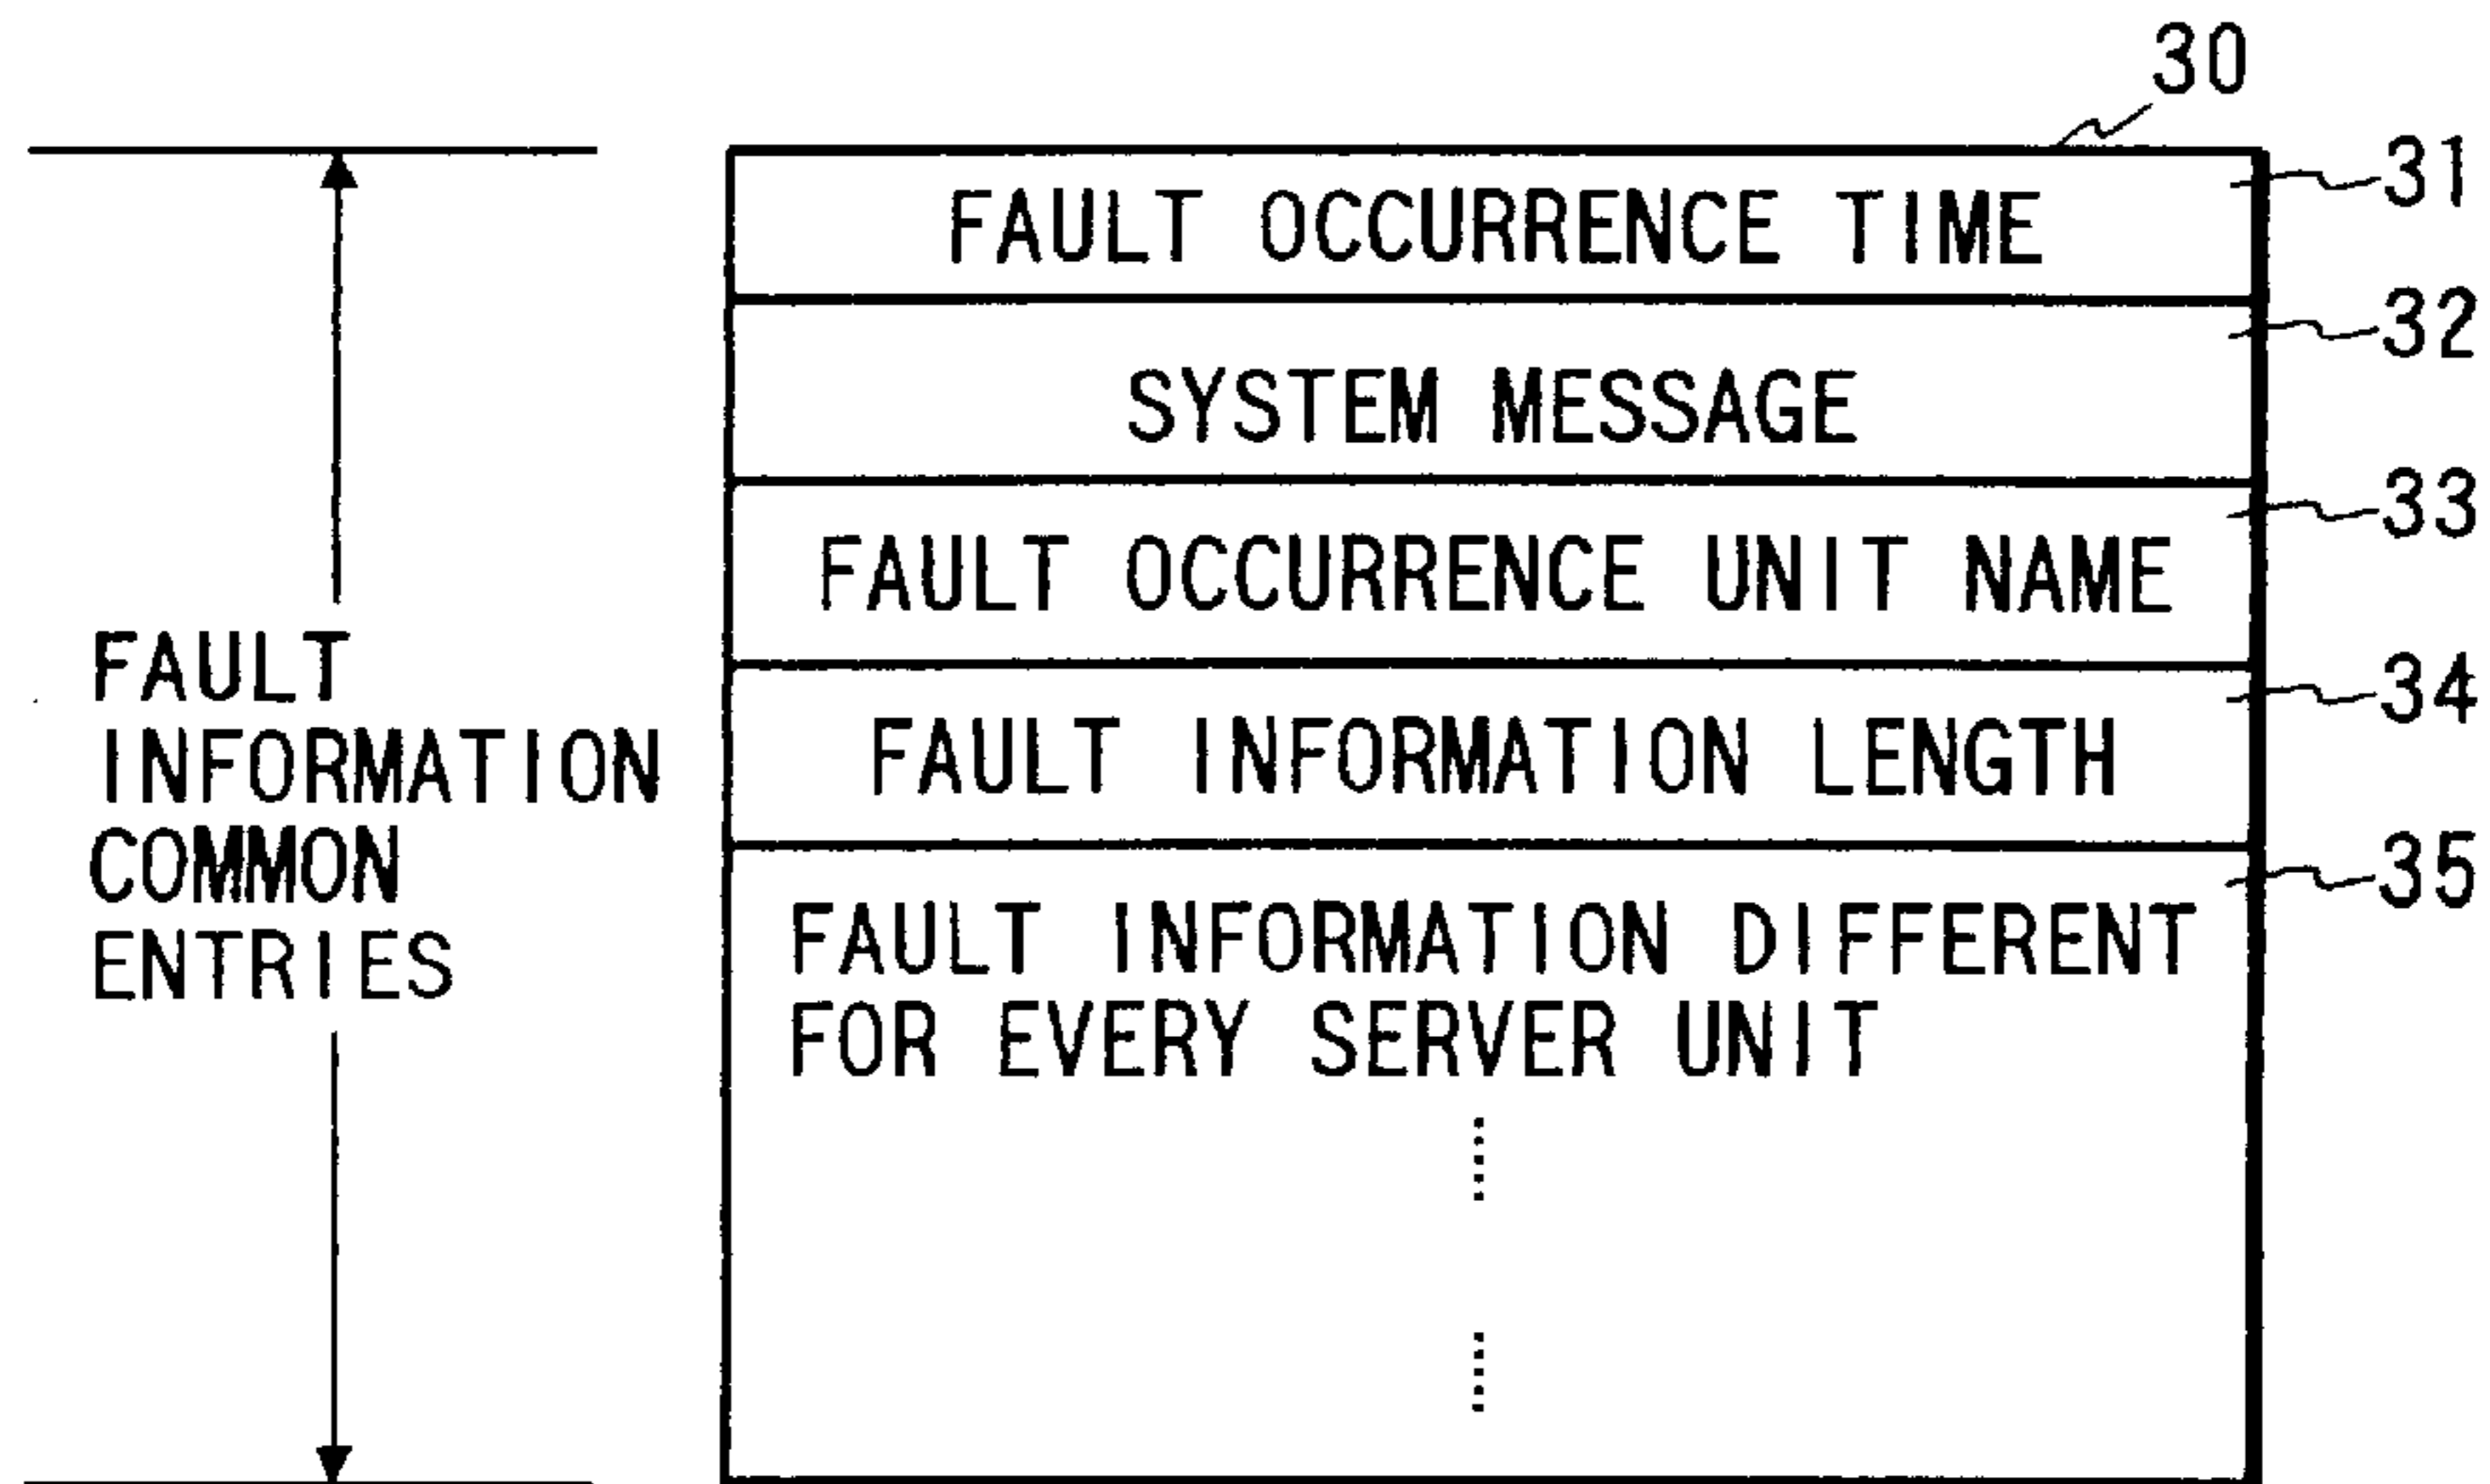 30
FAULT OCCURRENCE TIME
31
SYSTEM MESSAGE
32
FAULT OCCURRENCE UNIT NAME
33
FAULT INFORMATION LENGTH
34
FAULT INFORMATION DIFFERENT
FOR EVERY SERVER UNIT
35
FAULT
INFORMATION
COMMON
ENTRIES